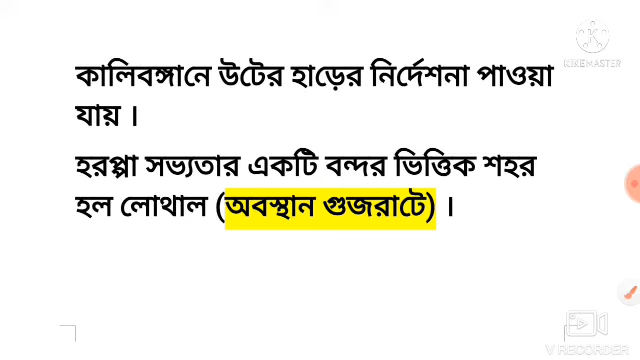 কালিবঙ্গানে উটের হাড়ের নির্দেশনা পাওয়া
যায় ।
হরপ্পা সভ্যতার একটি বন্দর ভিত্তিক শহর
হল লোথাল (অবস্থান গুজরাটে) ।
KINEMASTER
V RECORDER